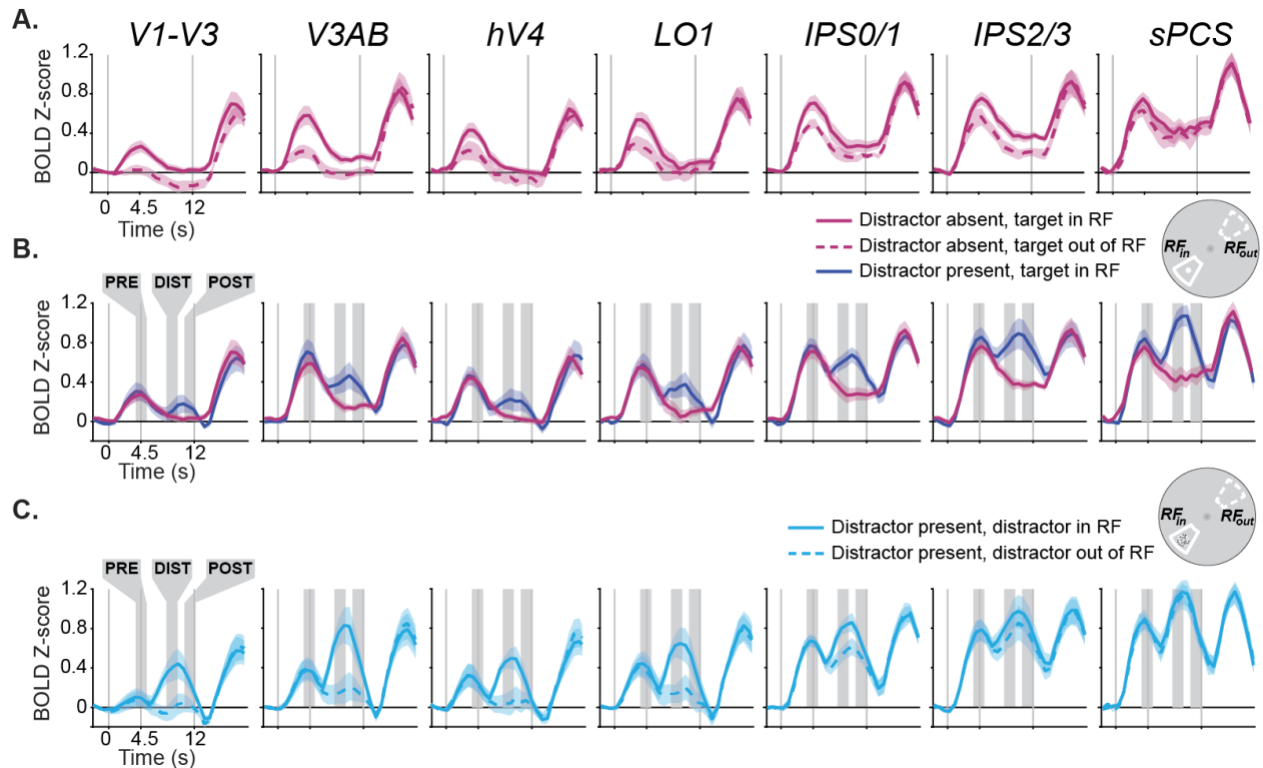 A.
V1-V3 V3AB hV4 LO1 IPS0/1 IPS2/3 sPCS
BOLD Z-score
1.2
0.8
0.4
0
0 4.5 12
Time (s)
Distractor absent, target in RF
Distractor absent, target out of RF
Distractor present, target in RF
RFin RFout
B.
PRE DIST POST
BOLD Z-score
1.2
0.8
0.4
0
0 4.5 12
Time (s)
C.
Distractor present, distractor in RF
Distractor present, distractor out of RF
RFin RFout
PRE DIST POST
BOLD Z-score
1.2
0.8
0.4
0
0 4.5 12
Time (s)